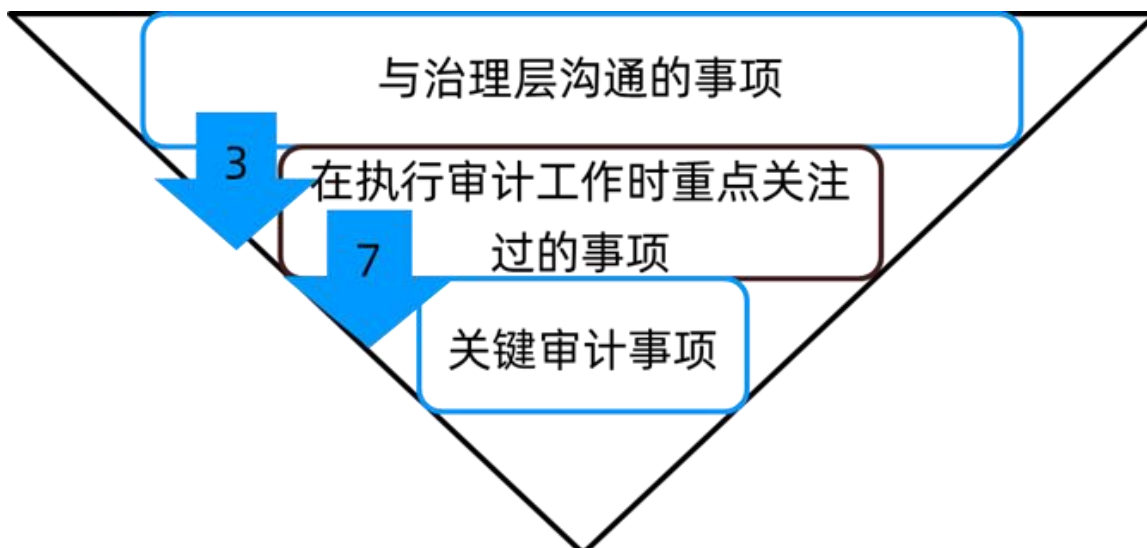 与治理层沟通的事项
3
在执行审计工作时重点关注
过的事项
7
关键审计事项